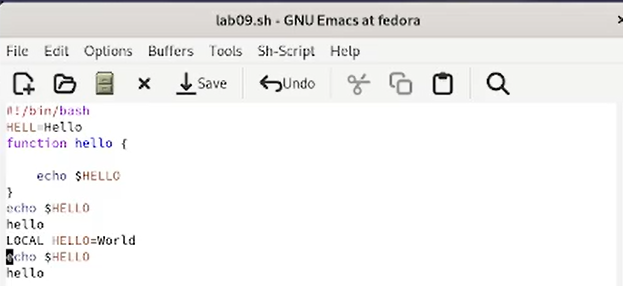 lab09.sh - GNU Emacs at fedora
File Edit Options Buffers Tools Sh-Script Help
Save Undo
#!/bin/bash
HELL=Hello
function hello {
echo $HELLO
}
echo $HELLO
hello
LOCAL HELLO=World
echo $HELLO
hello